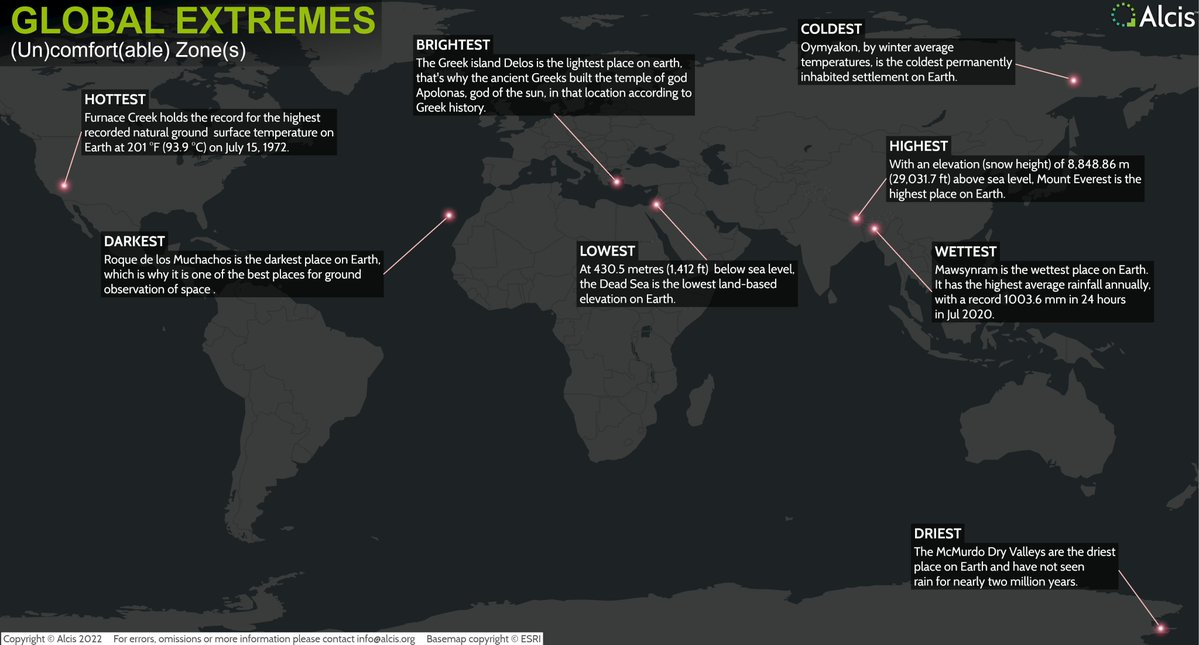 GLOBAL EXTREMES
(Un)comfort(able) Zone(s)
Alcis
BRIGHTEST
The Greek island Delos is the lightest place on earth,
that's why the ancient Greeks built the temple of god
Apolonas, god of the sun, in that location according to
Greek history.
COLDEST
Oymyakon, by winter average
temperatures, is the coldest permanently
inhabited settlement on Earth.
HOTTEST
Furnace Creek holds the record for the highest
recorded natural ground surface temperature on
Earth at 201 °F (93.9 °C) on July 15, 1972.
HIGHEST
With an elevation (snow height) of 8,848.86 m
(29,031.7 ft) above sea level, Mount Everest is the
highest place on Earth.
DARKEST
Roque de los Muchachos is the darkest place on Earth,
which is why it is one of the best places for ground
observation of space .
LOWEST
At 430.5 metres (1,412 ft) below sea level,
the Dead Sea is the lowest land-based
elevation on Earth.
WETTEST
Mawsynram is the wettest place on Earth.
It has the highest average rainfall annually,
with a record 1003.6 mm in 24 hours
in Jul 2020.
DRIEST
The McMurdo Dry Valleys are the driest
place on Earth and have not seen
rain for nearly two million years.
Copyright © Alcis 2022 For errors, omissions or more information please contact info@alcis.org Basemap copyright © ESRI